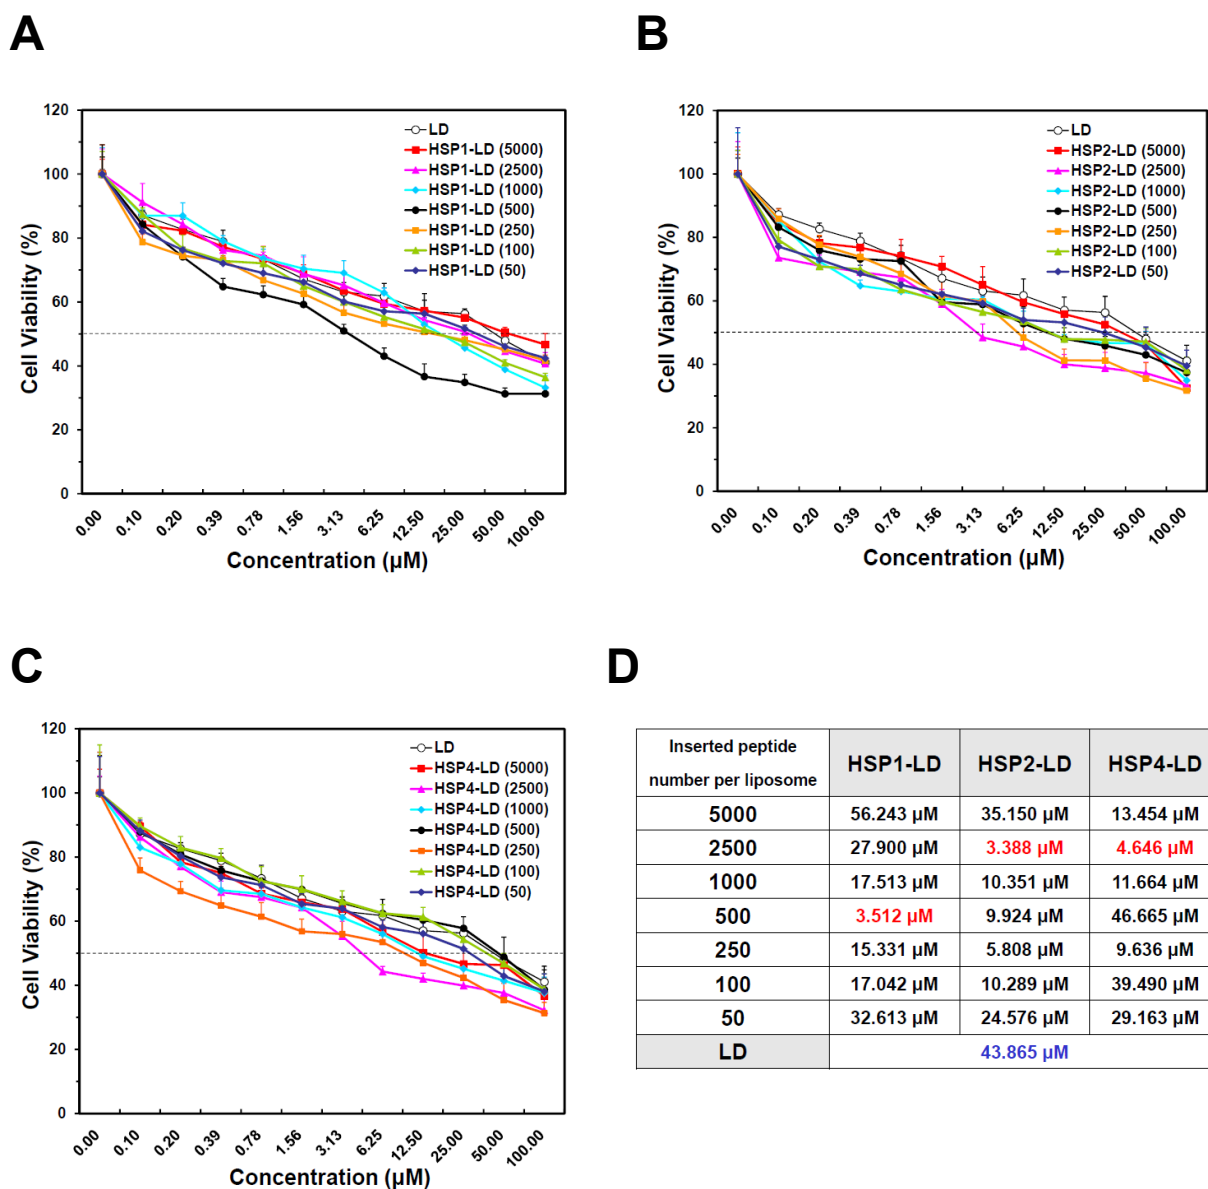 A
120
100
80
60
40
20
0
Cell Viability (%)
LD
HSP1-LD (5000)
HSP1-LD (2500)
HSP1-LD (1000)
HSP1-LD (500)
HSP1-LD (250)
HSP1-LD (100)
HSP1-LD (50)
0.00 0.10 0.20 0.39 0.78 1.56 3.13 6.25 12.50 25.00 50.00 100.00
Concentration (µM)
B
120
100
80
60
40
20
0
Cell Viability (%)
LD
HSP2-LD (5000)
HSP2-LD (2500)
HSP2-LD (1000)
HSP2-LD (500)
HSP2-LD (250)
HSP2-LD (100)
HSP2-LD (50)
0.00 0.10 0.20 0.39 0.78 1.56 3.13 6.25 12.50 25.00 50.00 100.00
Concentration (µM)
C
120
100
80
60
40
20
0
Cell Viability (%)
LD
HSP4-LD (5000)
HSP4-LD (2500)
HSP4-LD (1000)
HSP4-LD (500)
HSP4-LD (250)
HSP4-LD (100)
HSP4-LD (50)
0.00 0.10 0.20 0.39 0.78 1.56 3.13 6.25 12.50 25.00 50.00 100.00
Concentration (µM)
D
Inserted peptide
number per liposome HSP1-LD HSP2-LD HSP4-LD
5000 56.243 µM 35.150 µM 13.454 µM
2500 27.900 µM 3.388 µM 4.646 µM
1000 17.513 µM 10.351 µM 11.664 µM
500 3.512 µM 9.924 µM 46.665 µM
250 15.331 µM 5.808 µM 9.636 µM
100 17.042 µM 10.289 µM 39.490 µM
50 32.613 µM 24.576 µM 29.163 µM
LD 43.865 µM